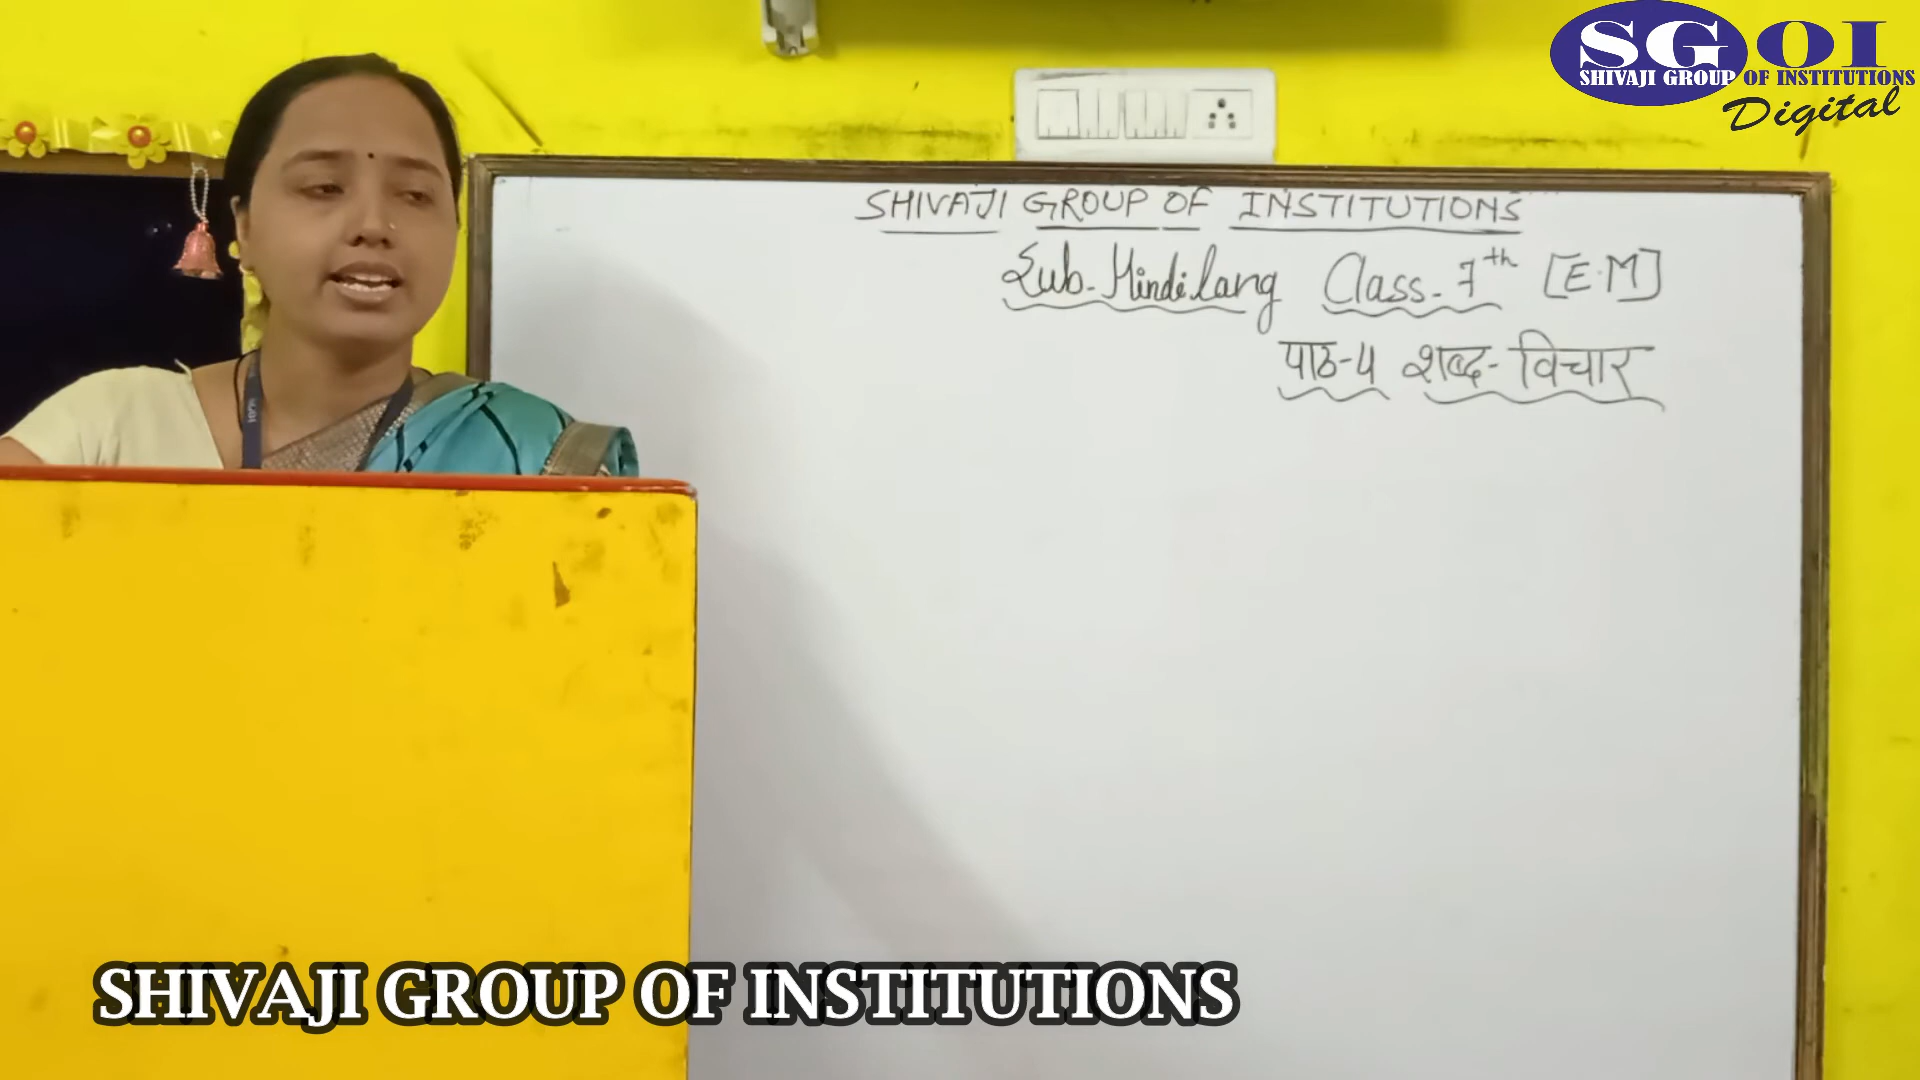 SGOI
SHIVAJI GROUP OF INSTITUTIONS
Digital
SHIVAJI GROUP OF INSTITUTIONS
Sub. Hindi lang Class - 7th [E.M]
पाठ-4 शब्द-विचार
SHIVAJI GROUP OF INSTITUTIONS